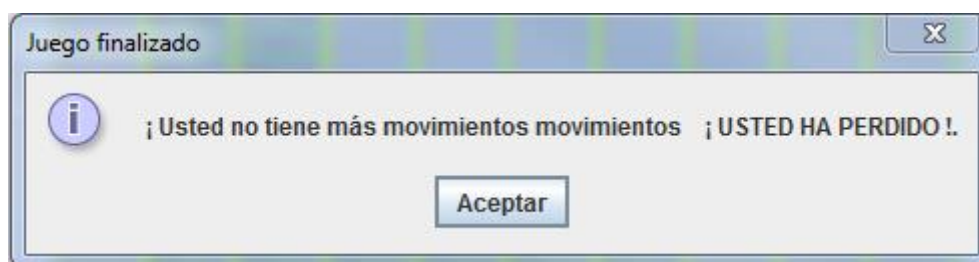 Juego finalizado
¡ Usted no tiene más movimientos movimientos ¡ USTED HA PERDIDO !.
Aceptar